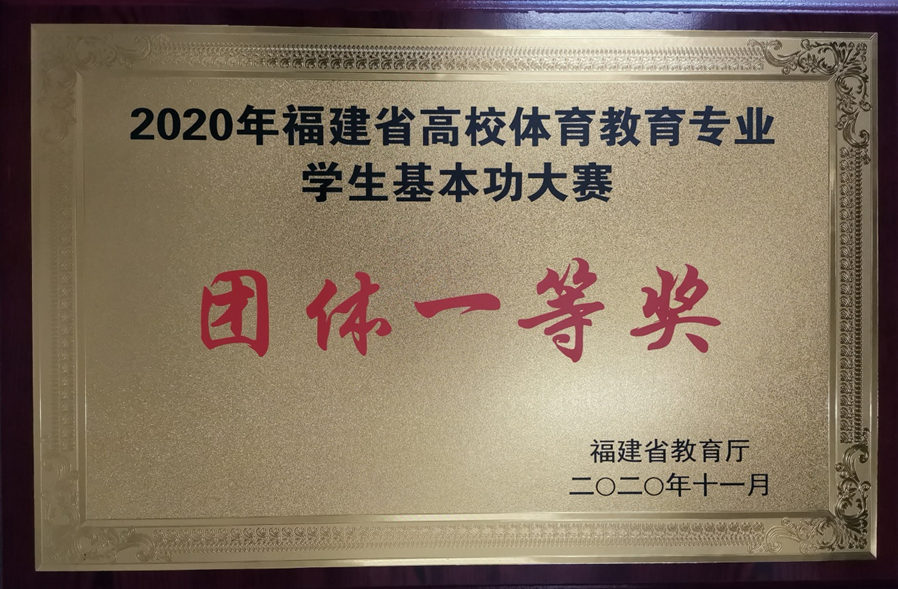 2020年福建省高校体育教育专业
学生基本功大赛
团体一等奖
福建省教育厅
二〇二〇年十一月